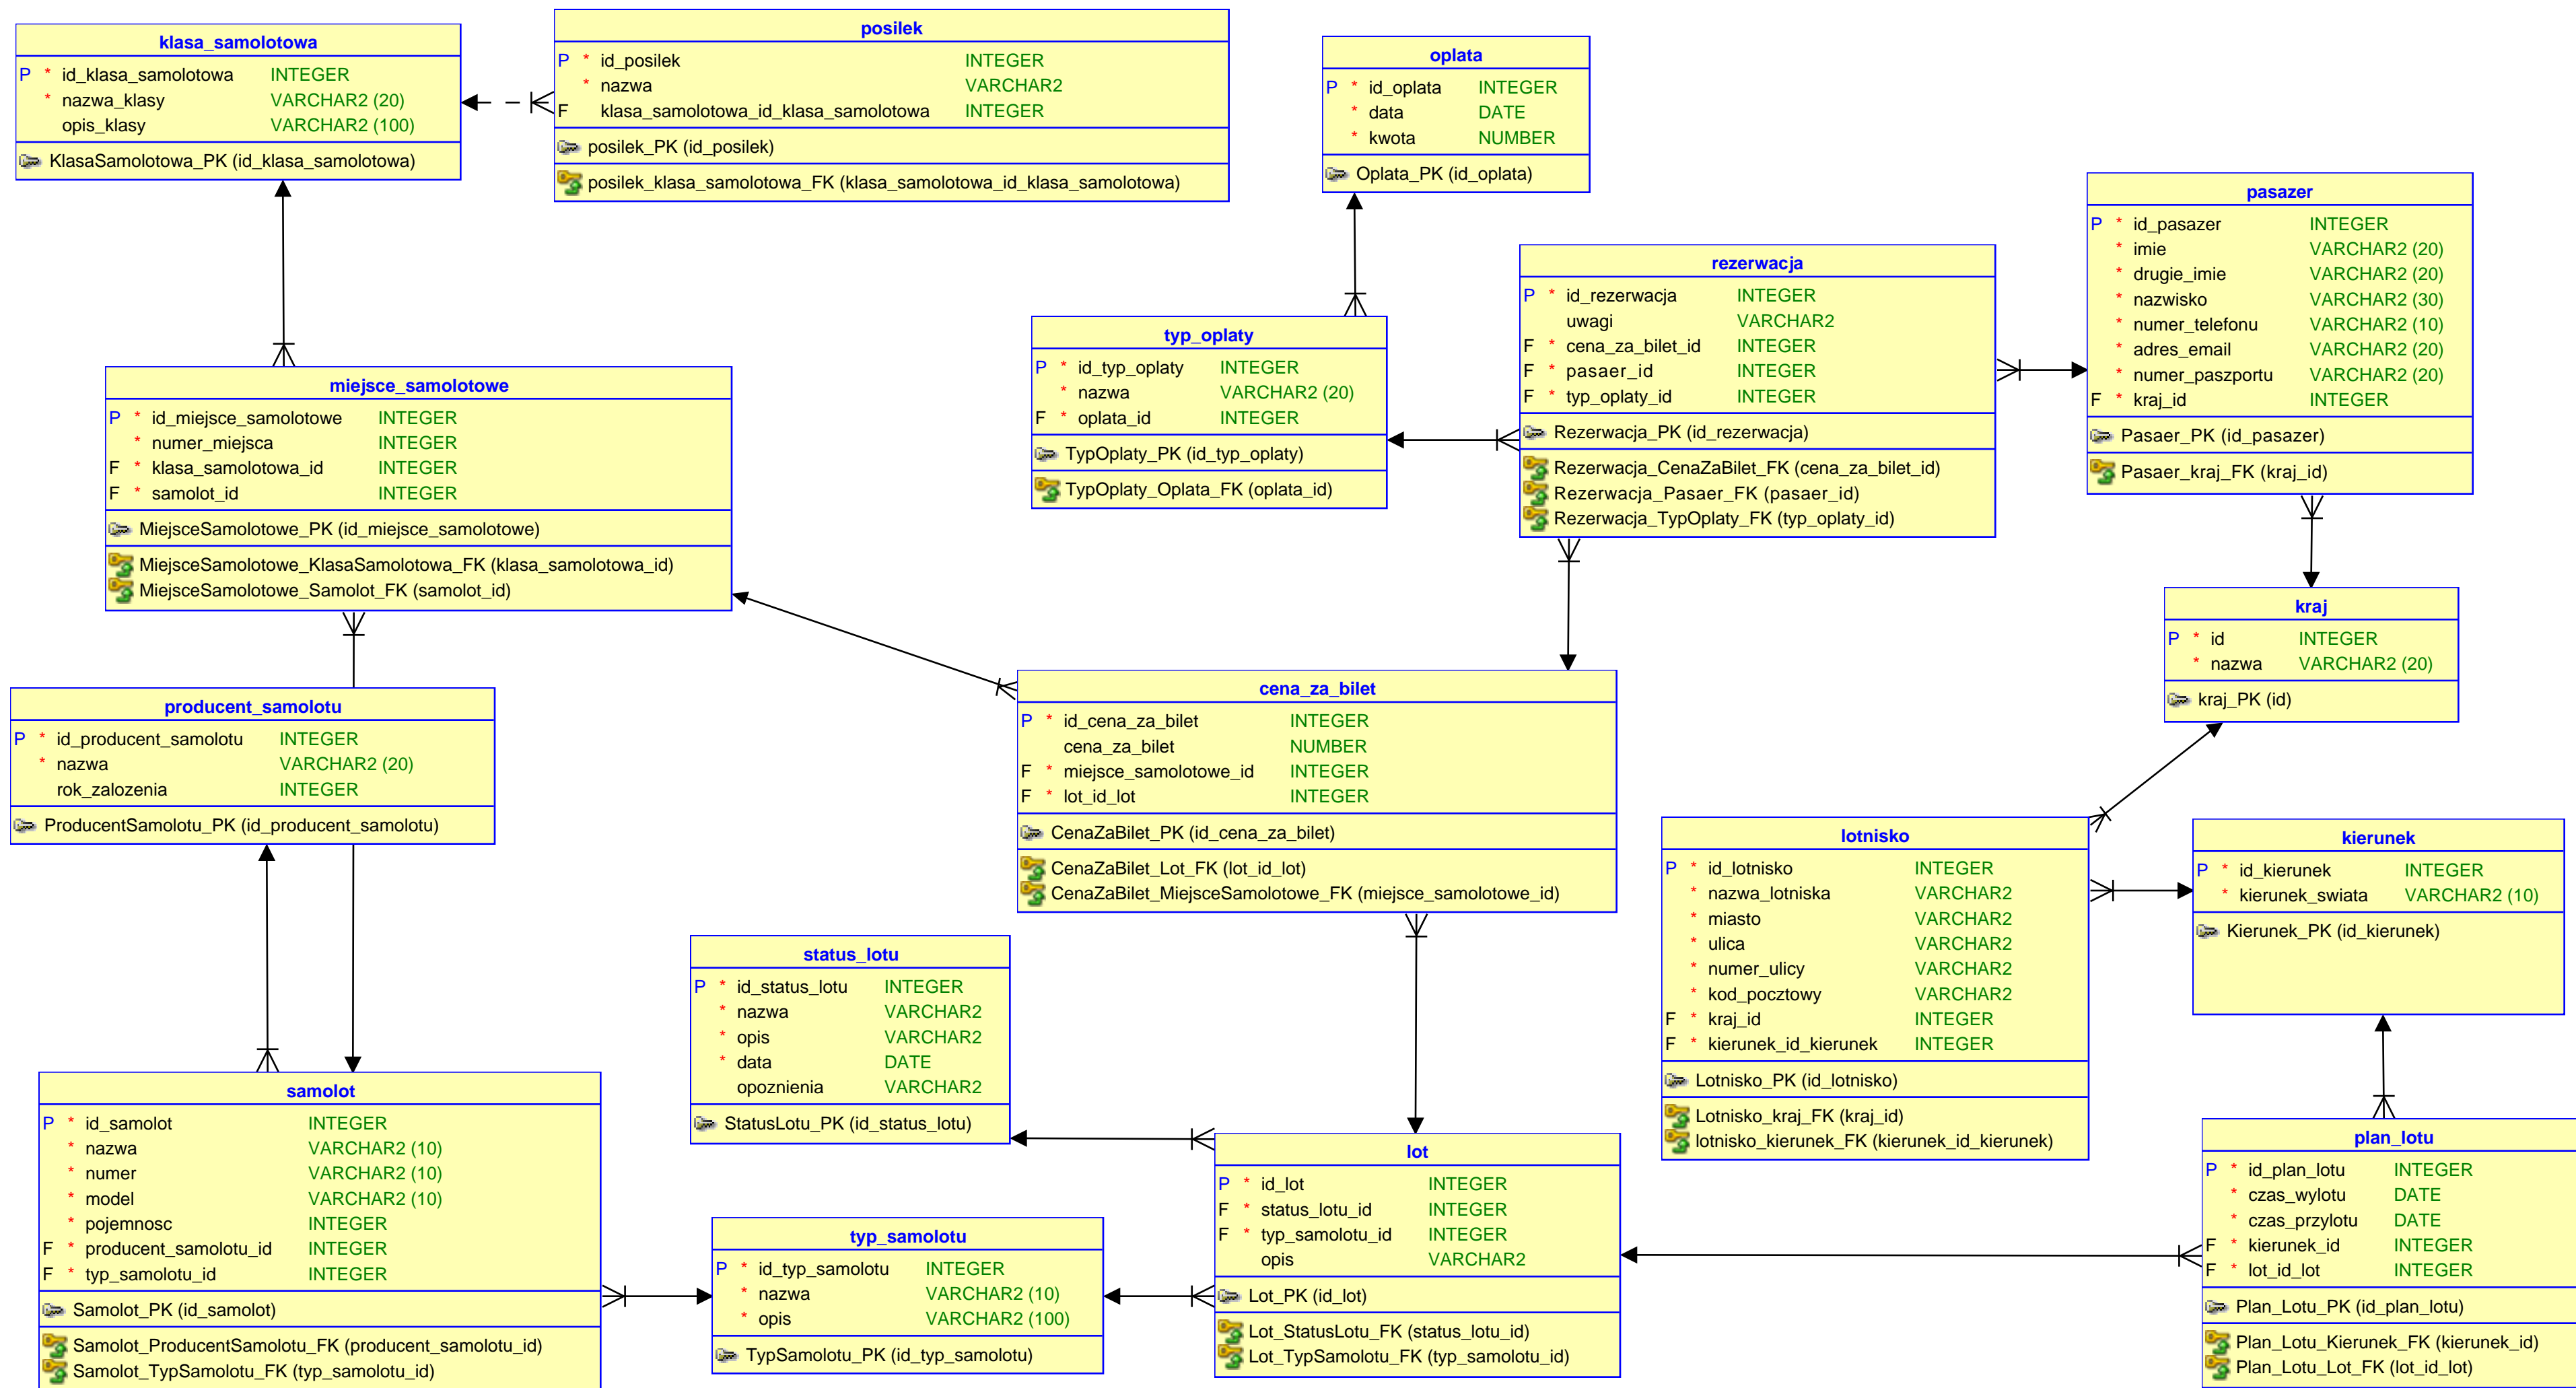 klasa_samolotowa
P * id_klasa_samolotowa INTEGER
* nazwa_klasy VARCHAR2 (20)
opis_klasy VARCHAR2 (100)
KlasaSamolotowa_PK (id_klasa_samolotowa)
posilek
P * id_posilek INTEGER
* nazwa VARCHAR2
F klasa_samolotowa_id_klasa_samolotowa INTEGER
posilek_PK (id_posilek)
posilek_klasa_samolotowa_FK (klasa_samolotowa_id_klasa_samolotowa)
oplata
P * id_oplata INTEGER
* data DATE
* kwota NUMBER
Oplata_PK (id_oplata)
pasazer
P * id_pasazer INTEGER
* imie VARCHAR2 (20)
* drugie_imie VARCHAR2 (20)
* nazwisko VARCHAR2 (30)
* numer_telefonu VARCHAR2 (10)
* adres_email VARCHAR2 (20)
* numer_paszportu VARCHAR2 (20)
F * kraj_id INTEGER
Pasaer_PK (id_pasazer)
Pasaer_kraj_FK (kraj_id)
rezerwacja
P * id_rezerwacja INTEGER
uwagi VARCHAR2
F * cena_za_bilet_id INTEGER
F * pasaer_id INTEGER
F * typ_oplaty_id INTEGER
Rezerwacja_PK (id_rezerwacja)
Rezerwacja_CenaZaBilet_FK (cena_za_bilet_id)
Rezerwacja_Pasaer_FK (pasaer_id)
Rezerwacja_TypOplaty_FK (typ_oplaty_id)
typ_oplaty
P * id_typ_oplaty INTEGER
* nazwa VARCHAR2 (20)
F * oplata_id INTEGER
TypOplaty_PK (id_typ_oplaty)
TypOplaty_Oplata_FK (oplata_id)
miejsce_samolotowe
P * id_miejsce_samolotowe INTEGER
* numer_miejsca INTEGER
F * klasa_samolotowa_id INTEGER
F * samolot_id INTEGER
MiejsceSamolotowe_PK (id_miejsce_samolotowe)
MiejsceSamolotowe_KlasaSamolotowa_FK (klasa_samolotowa_id)
MiejsceSamolotowe_Samolot_FK (samolot_id)
kraj
P * id INTEGER
* nazwa VARCHAR2 (20)
kraj_PK (id)
producent_samolotu
P * id_producent_samolotu INTEGER
* nazwa VARCHAR2 (20)
rok_zalozenia INTEGER
ProducentSamolotu_PK (id_producent_samolotu)
cena_za_bilet
P * id_cena_za_bilet INTEGER
cena_za_bilet NUMBER
F * miejsce_samolotowe_id INTEGER
F * lot_id_lot INTEGER
CenaZaBilet_PK (id_cena_za_bilet)
CenaZaBilet_Lot_FK (lot_id_lot)
CenaZaBilet_MiejsceSamolotowe_FK (miejsce_samolotowe_id)
lotnisko
P * id_lotnisko INTEGER
* nazwa_lotniska VARCHAR2
* miasto VARCHAR2
* ulica VARCHAR2
* numer_ulicy VARCHAR2
* kod_pocztowy VARCHAR2
F * kraj_id INTEGER
F * kierunek_id_kierunek INTEGER
Lotnisko_PK (id_lotnisko)
Lotnisko_kraj_FK (kraj_id)
lotnisko_kierunek_FK (kierunek_id_kierunek)
kierunek
P * id_kierunek INTEGER
* kierunek_swiata VARCHAR2 (10)
Kierunek_PK (id_kierunek)
status_lotu
P * id_status_lotu INTEGER
* nazwa VARCHAR2
* opis VARCHAR2
* data DATE
opoznienia VARCHAR2
StatusLotu_PK (id_status_lotu)
samolot
P * id_samolot INTEGER
* nazwa VARCHAR2 (10)
* numer VARCHAR2 (10)
* model VARCHAR2 (10)
* pojemnosc INTEGER
F * producent_samolotu_id INTEGER
F * typ_samolotu_id INTEGER
Samolot_PK (id_samolot)
Samolot_ProducentSamolotu_FK (producent_samolotu_id)
Samolot_TypSamolotu_FK (typ_samolotu_id)
typ_samolotu
P * id_typ_samolotu INTEGER
* nazwa VARCHAR2 (10)
* opis VARCHAR2 (100)
TypSamolotu_PK (id_typ_samolotu)
lot
P * id_lot INTEGER
F * status_lotu_id INTEGER
F * typ_samolotu_id INTEGER
opis VARCHAR2
Lot_PK (id_lot)
Lot_StatusLotu_FK (status_lotu_id)
Lot_TypSamolotu_FK (typ_samolotu_id)
plan_lotu
P * id_plan_lotu INTEGER
* czas_wylotu DATE
* czas_przylotu DATE
F * kierunek_id INTEGER
F * lot_id_lot INTEGER
Plan_Lotu_PK (id_plan_lotu)
Plan_Lotu_Kierunek_FK (kierunek_id)
Plan_Lotu_Lot_FK (lot_id_lot)